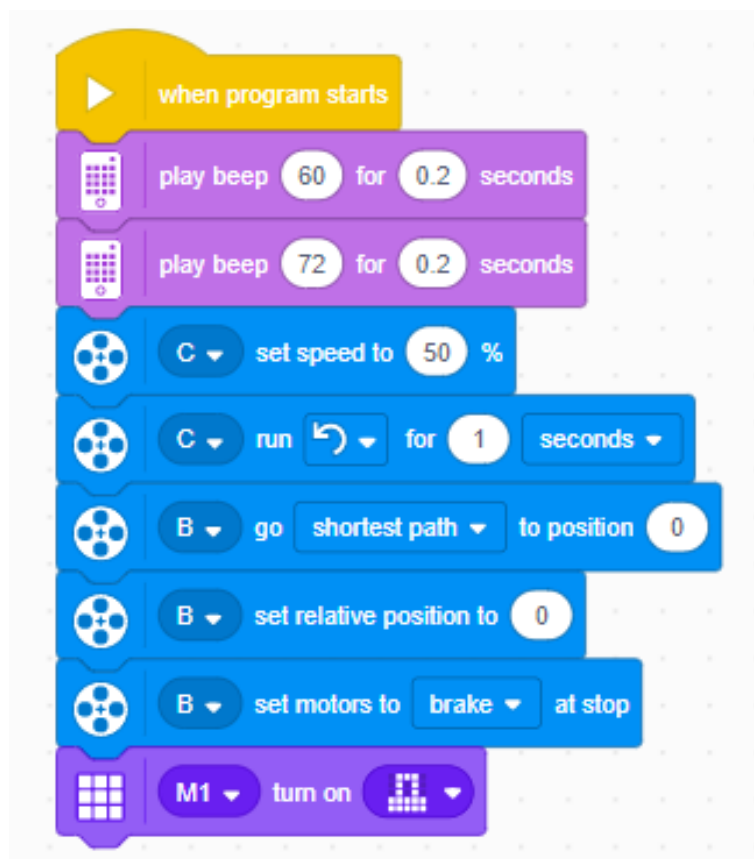 when program starts
play beep 60 for 0.2 seconds
play beep 72 for 0.2 seconds
C set speed to 50 %
C run for 1 seconds
B go shortest path to position 0
B set relative position to 0
B set motors to brake at stop
M1 turn on